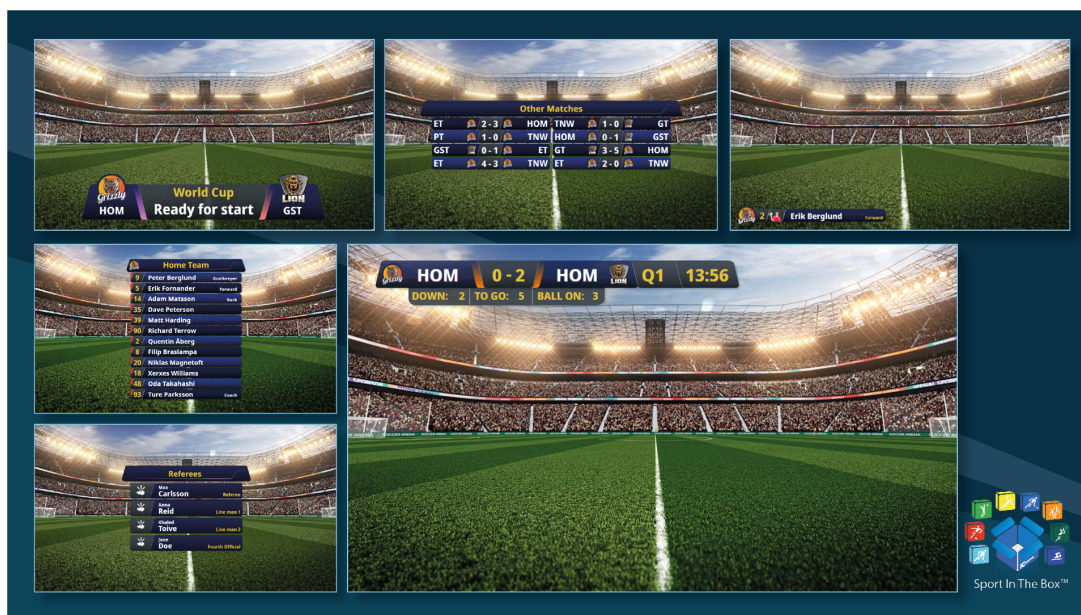 World Cup
Ready for start
Grizzly
HOM
LION
GST
Other Matches
ET 2 - 3 HOM TNW 1 - 0 GT
PT 1 - 0 TNW HOM 0 - 1 GST
GST 0 - 1 ET GT 3 - 5 HOM
ET 4 - 3 TNW ET 2 - 0 TNW
2 Erik Berglund Forward
Home Team
9 Peter Berglund Goalkeeper
5 Erik Fornander Forward
14 Adam Matsson Back
35 Dave Peterson
39 Matt Harding
90 Richard Terrow
2 Quentin Åberg
8 Filip Braslampa
20 Niklas Magnetoft
18 Xerxes Williams
48 Oda Takahashi
93 Ture Parksson Coach
Grizzly HOM 0 - 2 HOM LION Q1 13:56
DOWN: 2 TO GO: 5 BALL ON: 3
SOCCER ARENA
Referees
Max
Carlsson Referee
Anna
Reid Line man 1
Khaled
Toive Line man 2
Jane
Doe Fourth Official
Sport In The Box™